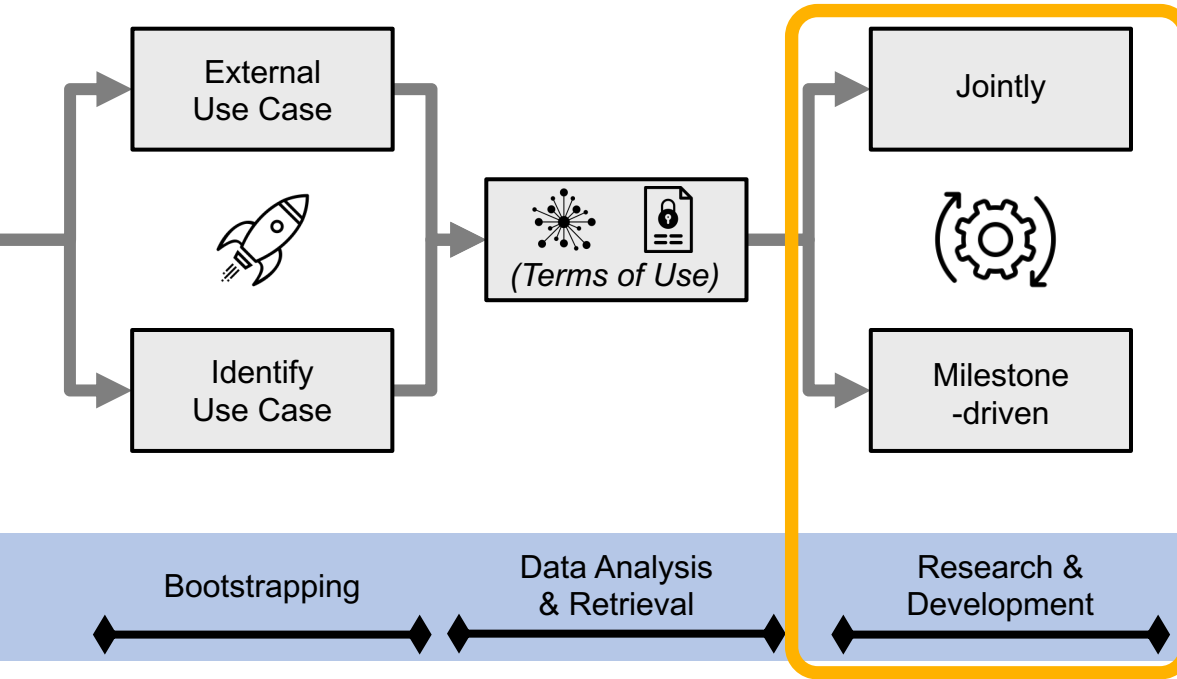 External
Use Case
Jointly
(Terms of Use)
Identify
Use Case
Milestone
-driven
Bootstrapping
Data Analysis
& Retrieval
Research &
Development